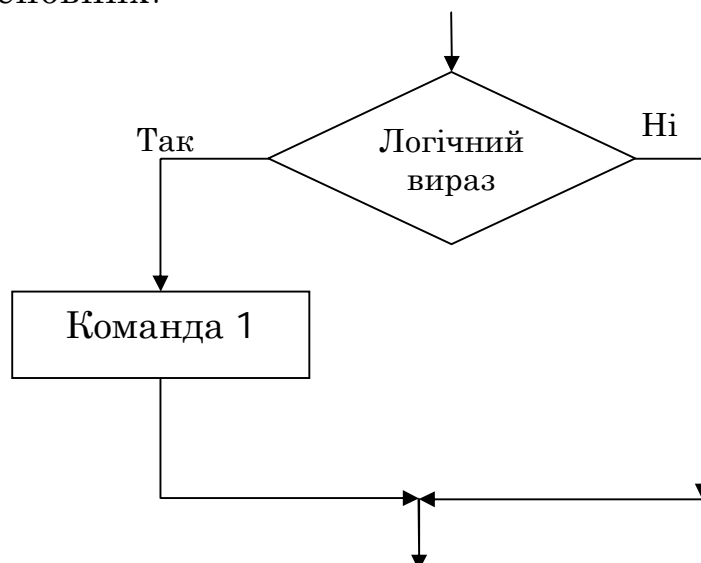 Так
Логічний
вираз
Ні
Команда 1